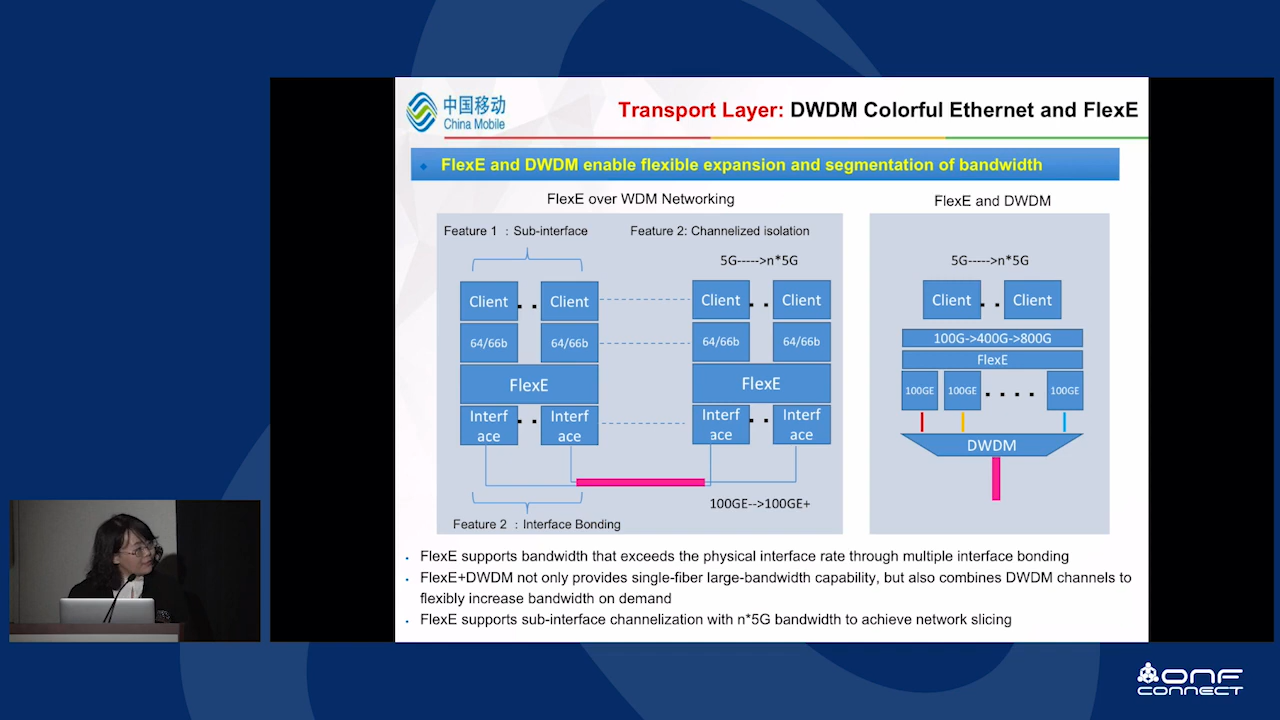 中国移动
China Mobile
Transport Layer: DWDM Colorful Ethernet and FlexE
FlexE and DWDM enable flexible expansion and segmentation of bandwidth
FlexE over WDM Networking
Feature 1 : Sub-interface
Feature 2: Channelized isolation
5G----->n*5G
Client . . Client
Client . . Client
64/66b 64/66b
64/66b 64/66b
FlexE
FlexE
Interf ace . . Interf ace
Interf ace . . Interf ace
100GE-->100GE+
Feature 2 : Interface Bonding
FlexE and DWDM
5G----->n*5G
Client . . Client
100G->400G->800G
FlexE
100GE 100GE . . . . 100GE
DWDM
• FlexE supports bandwidth that exceeds the physical interface rate through multiple interface bonding
• FlexE+DWDM not only provides single-fiber large-bandwidth capability, but also combines DWDM channels to
flexibly increase bandwidth on demand
• FlexE supports sub-interface channelization with n*5G bandwidth to achieve network slicing
ONF
CONNECT